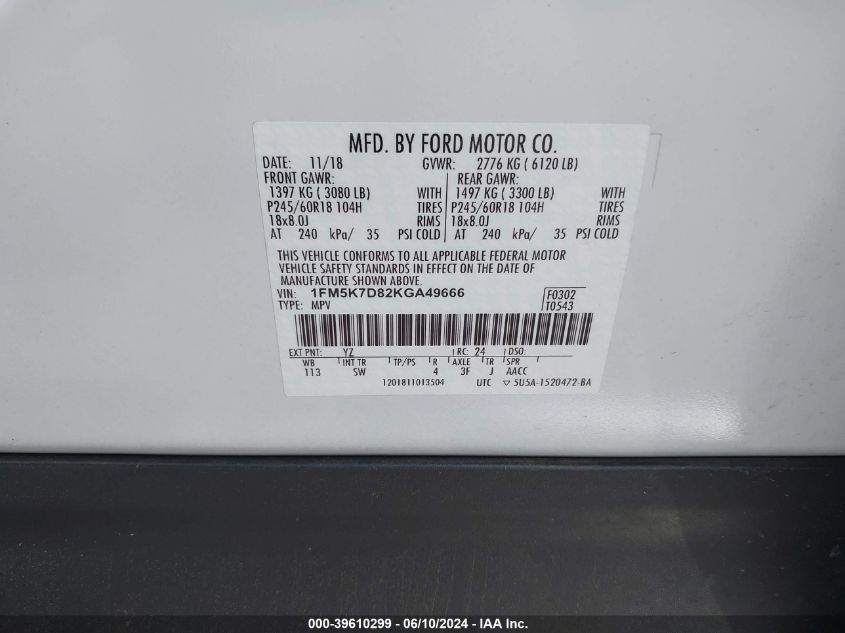 MFD. BY FORD MOTOR CO.
DATE: 11/18 GVWR: 2776 KG ( 6120 LB)
FRONT GAWR: REAR GAWR:
1397 KG ( 3080 LB) WITH 1497 KG ( 3300 LB) WITH
P245/60R18 104H TIRES P245/60R18 104H TIRES
18x8.0J RIMS 18x8.0J RIMS
AT 240 kPa/ 35 PSI COLD AT 240 kPa/ 35 PSI COLD
THIS VEHICLE CONFORMS TO ALL APPLICABLE FEDERAL MOTOR
VEHICLE SAFETY STANDARDS IN EFFECT ON THE DATE OF
MANUFACTURE SHOWN ABOVE.
VIN: 1FM5K7D82KGA49666 F0302
TYPE: MPV T0543
EXT PNT: YZ RC: 24 DSO:
WB INT TR TP/PS R AXLE TR SPR
113 SW 4 3F J AACC
1201811013504 UTC ▽ 5U5A-1520472-BA
000-39610299 - 06/10/2024 - IAA Inc.